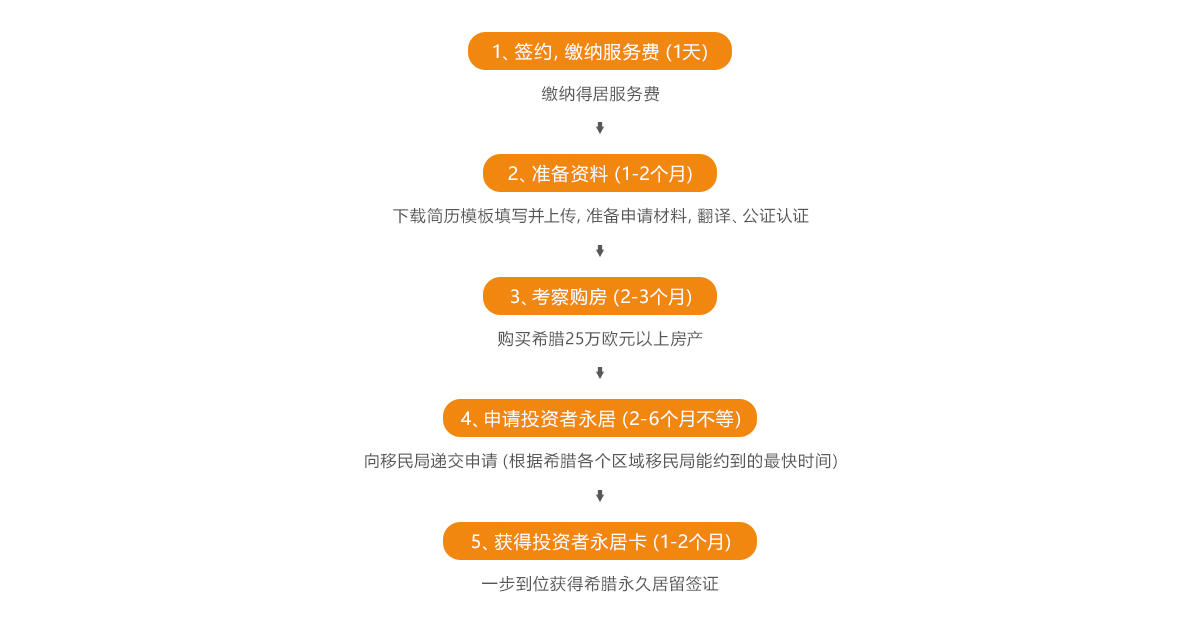 1、签约, 缴纳服务费 (1天)
缴纳得居服务费
2、准备资料 (1-2个月)
下载简历模板填写并上传, 准备申请材料, 翻译、公证认证
3、考察购房 (2-3个月)
购买希腊25万欧元以上房产
4、申请投资者永居 (2-6个月不等)
向移民局递交申请 (根据希腊各个区域移民局能约到的最快时间)
5、获得投资者永居卡 (1-2个月)
一步到位获得希腊永久居留签证